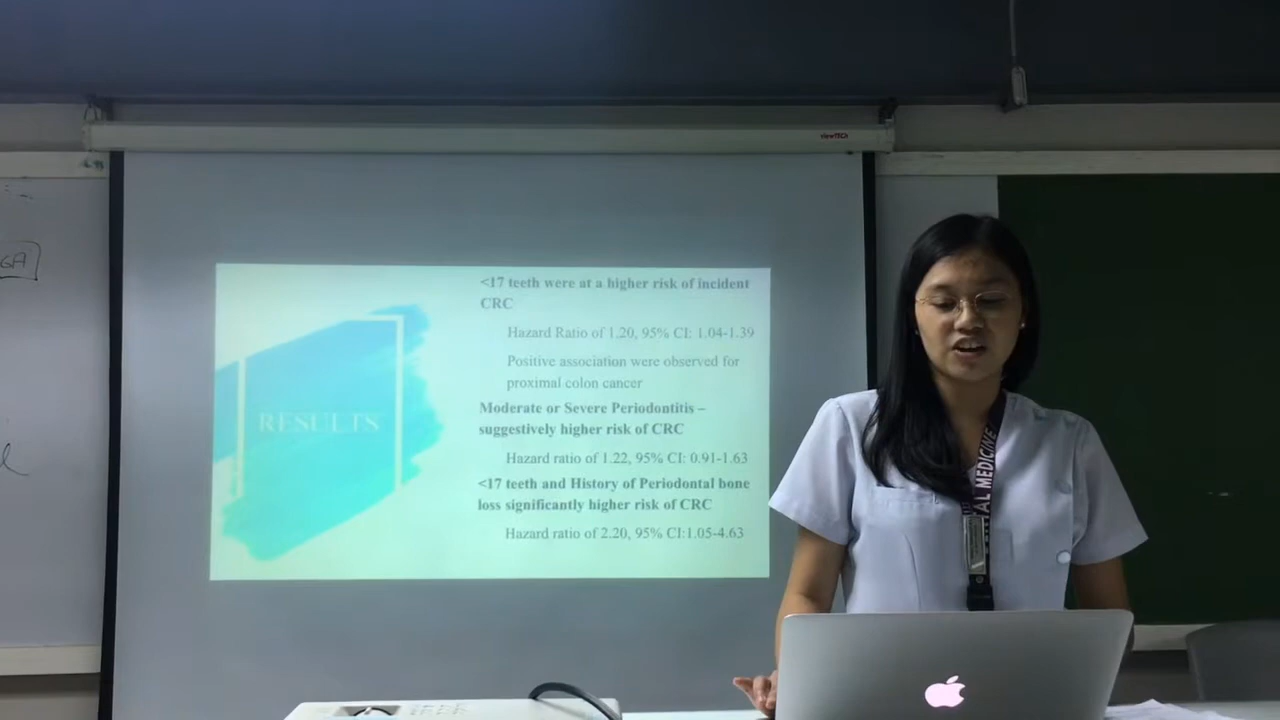 viewTECH
GA
RESULTS
<17 teeth were at a higher risk of incident
CRC
Hazard Ratio of 1.20, 95% CI: 1.04-1.39
Positive association were observed for
proximal colon cancer
Moderate or Severe Periodontitis –
suggestively higher risk of CRC
Hazard ratio of 1.22, 95% CI: 0.91-1.63
<17 teeth and History of Periodontal bone
loss significantly higher risk of CRC
Hazard ratio of 2.20, 95% CI:1.05-4.63
MEDICINE